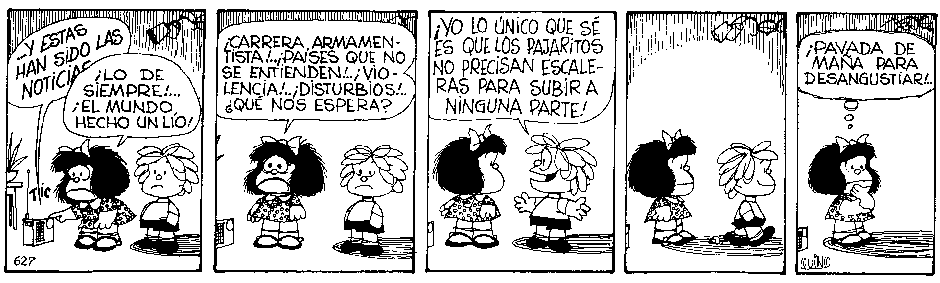 ...Y ESTAS
HAN SIDO LAS
NOTICIAS
¡LO DE
SIEMPRE!...
¡EL MUNDO
HECHO UN LÍO!
TIIC
627
¡CARRERA ARMAMEN-
TISTA!..¡PAÍSES QUE NO
SE ENTIENDEN!..¡VIO-
LENCIA!..¡DISTURBIOS!..
¿QUÉ NOS ESPERA?
¡YO LO ÚNICO QUE SÉ
ES QUE LOS PAJARITOS
NO PRECISAN ESCALE-
RAS PARA SUBIR A
NINGUNA PARTE!
¡PAVADA DE
MAÑA PARA
DESANGUSTIAR!..
QUINO